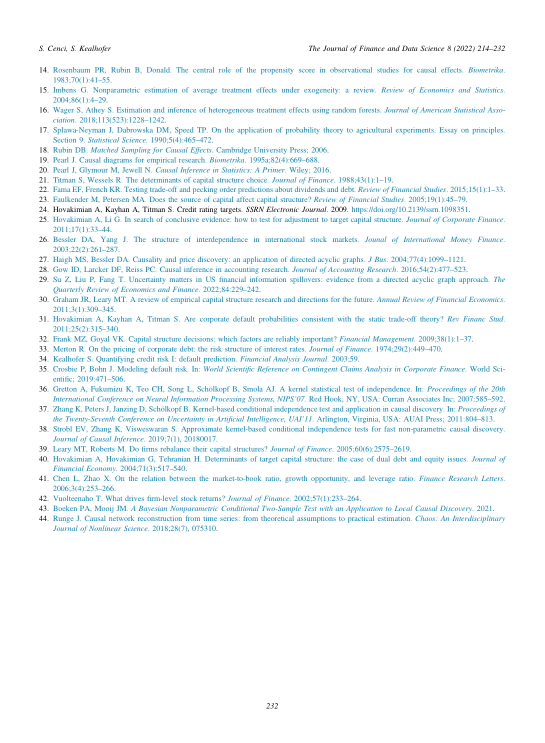 S. Cenci, S. Kealhofer
The Journal of Finance and Data Science 8 (2022) 214–232
14. Rosenbaum PR, Rubin B, Donald. The central role of the propensity score in observational studies for causal effects. Biometrika.
1983;70(1):41–55.
15. Imbens G. Nonparametric estimation of average treatment effects under exogeneity: a review. Review of Economics and Statistics.
2004;86(1):4–29.
16. Wager S, Athey S. Estimation and inference of heterogeneous treatment effects using random forests. Journal of American Statistical Asso-
ciation. 2018;113(523):1228–1242.
17. Splawa-Neyman J, Dabrowska DM, Speed TP. On the application of probability theory to agricultural experiments. Essay on principles.
Section 9. Statistical Science. 1990;5(4):465–472.
18. Rubin DB. Matched Sampling for Causal Effects. Cambridge University Press; 2006.
19. Pearl J. Causal diagrams for empirical research. Biometrika. 1995a;82(4):669–688.
20. Pearl J, Glymour M, Jewell N. Causal Inference in Statistics: A Primer. Wiley; 2016.
21. Titman S, Wessels R. The determinants of capital structure choice. Journal of Finance. 1988;43(1):1–19.
22. Fama EF, French KR. Testing trade-off and pecking order predictions about dividends and debt. Review of Financial Studies. 2015;15(1):1–33.
23. Faulkender M, Petersen MA. Does the source of capital affect capital structure? Review of Financial Studies. 2005;19(1):45–79.
24. Hovakimian A, Kayhan A, Titman S. Credit rating targets. SSRN Electronic Journal. 2009. https://doi.org/10.2139/ssrn.1098351.
25. Hovakimian A, Li G. In search of conclusive evidence: how to test for adjustment to target capital structure. Journal of Corporate Finance.
2011;17(1):33–44.
26. Bessler DA, Yang J. The structure of interdependence in international stock markets. Jounal of International Money Finance.
2003;22(2):261–287.
27. Haigh MS, Bessler DA. Causality and price discovery: an application of directed acyclic graphs. J Bus. 2004;77(4):1099–1121.
28. Gow ID, Larcker DF, Reiss PC. Causal inference in accounting research. Journal of Accounting Research. 2016;54(2):477–523.
29. Su Z, Liu P, Fang T. Uncertainty matters in US financial information spillovers: evidence from a directed acyclic graph approach. The
Quarterly Review of Economics and Finance. 2022;84:229–242.
30. Graham JR, Leary MT. A review of empirical capital structure research and directions for the future. Annual Review of Financial Economics.
2011;3(1):309–345.
31. Hovakimian A, Kayhan A, Titman S. Are corporate default probabilities consistent with the static trade-off theory? Rev Financ Stud.
2011;25(2):315–340.
32. Frank MZ, Goyal VK. Capital structure decisions: which factors are reliably important? Financial Management. 2009;38(1):1–37.
33. Merton R. On the pricing of corporate debt: the risk structure of interest rates. Journal of Finance. 1974;29(2):449–470.
34. Kealhofer S. Quantifying credit risk I: default prediction. Financial Analysts Journal. 2003;59.
35. Crosbie P, Bohn J. Modeling default risk. In: World Scientific Reference on Contingent Claims Analysis in Corporate Finance. World Sci-
entific; 2019:471–506.
36. Gretton A, Fukumizu K, Teo CH, Song L, Schölkopf B, Smola AJ. A kernel statistical test of independence. In: Proceedings of the 20th
International Conference on Neural Information Processing Systems, NIPS'07. Red Hook, NY, USA: Curran Associates Inc; 2007:585–592.
37. Zhang K, Peters J, Janzing D, Schölkopf B. Kernel-based conditional independence test and application in causal discovery. In: Proceedings of
the Twenty-Seventh Conference on Uncertainty in Artificial Intelligence, UAI'11. Arlington, Virginia, USA: AUAI Press; 2011:804–813.
38. Strobl EV, Zhang K, Visweswaran S. Approximate kernel-based conditional independence tests for fast non-parametric causal discovery.
Journal of Causal Inference. 2019;7(1), 20180017.
39. Leary MT, Roberts M. Do firms rebalance their capital structures? Journal of Finance. 2005;60(6):2575–2619.
40. Hovakimian A, Hovakimian G, Tehranian H. Determinants of target capital structure: the case of dual debt and equity issues. Journal of
Financial Economy. 2004;71(3):517–540.
41. Chen L, Zhao X. On the relation between the market-to-book ratio, growth opportunity, and leverage ratio. Finance Research Letters.
2006;3(4):253–266.
42. Vuolteenaho T. What drives firm-level stock returns? Journal of Finance. 2002;57(1):233–264.
43. Boeken PA, Mooij JM. A Bayesian Nonparametric Conditional Two-Sample Test with an Application to Local Causal Discovery. 2021.
44. Runge J. Causal network reconstruction from time series: from theoretical assumptions to practical estimation. Chaos: An Interdisciplinary
Journal of Nonlinear Science. 2018;28(7), 075310.
232